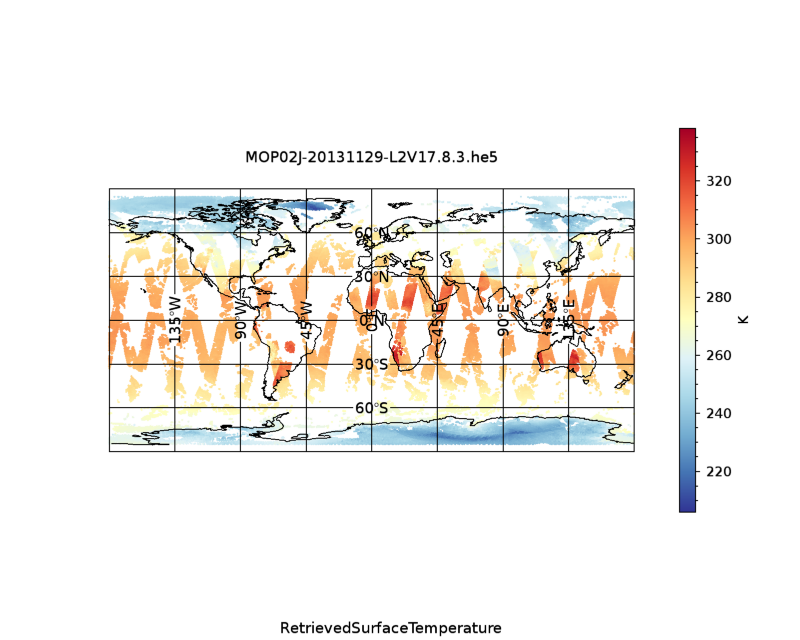 MOP02J-20131129-L2V17.8.3.he5
60°N
30°N
0°N
30°S
60°S
135°W
90°W
45°W
0°E
45°E
90°E
135°E
320
300
280
260
240
220
K
RetrievedSurfaceTemperature